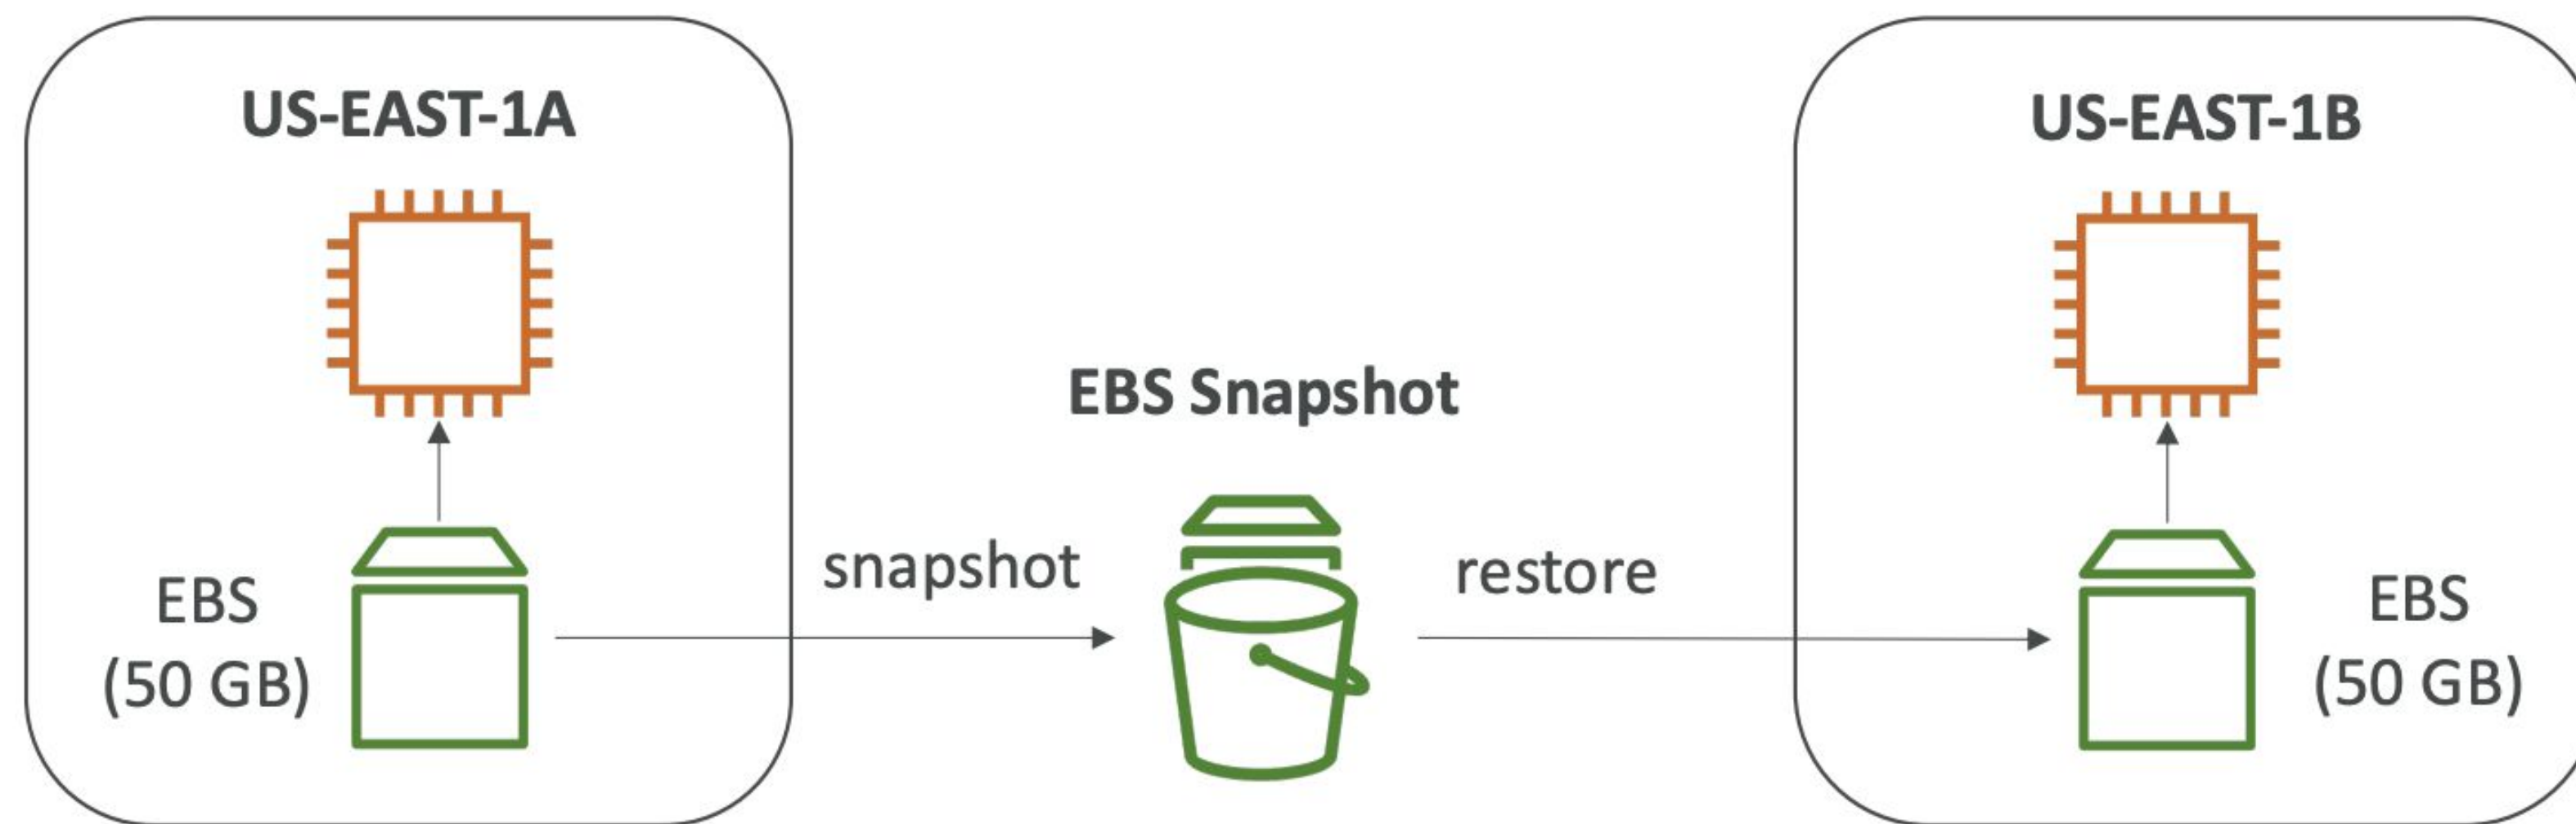 US-EAST-1A
US-EAST-1B
EBS Snapshot
snapshot
restore
EBS
(50 GB)
EBS
(50 GB)